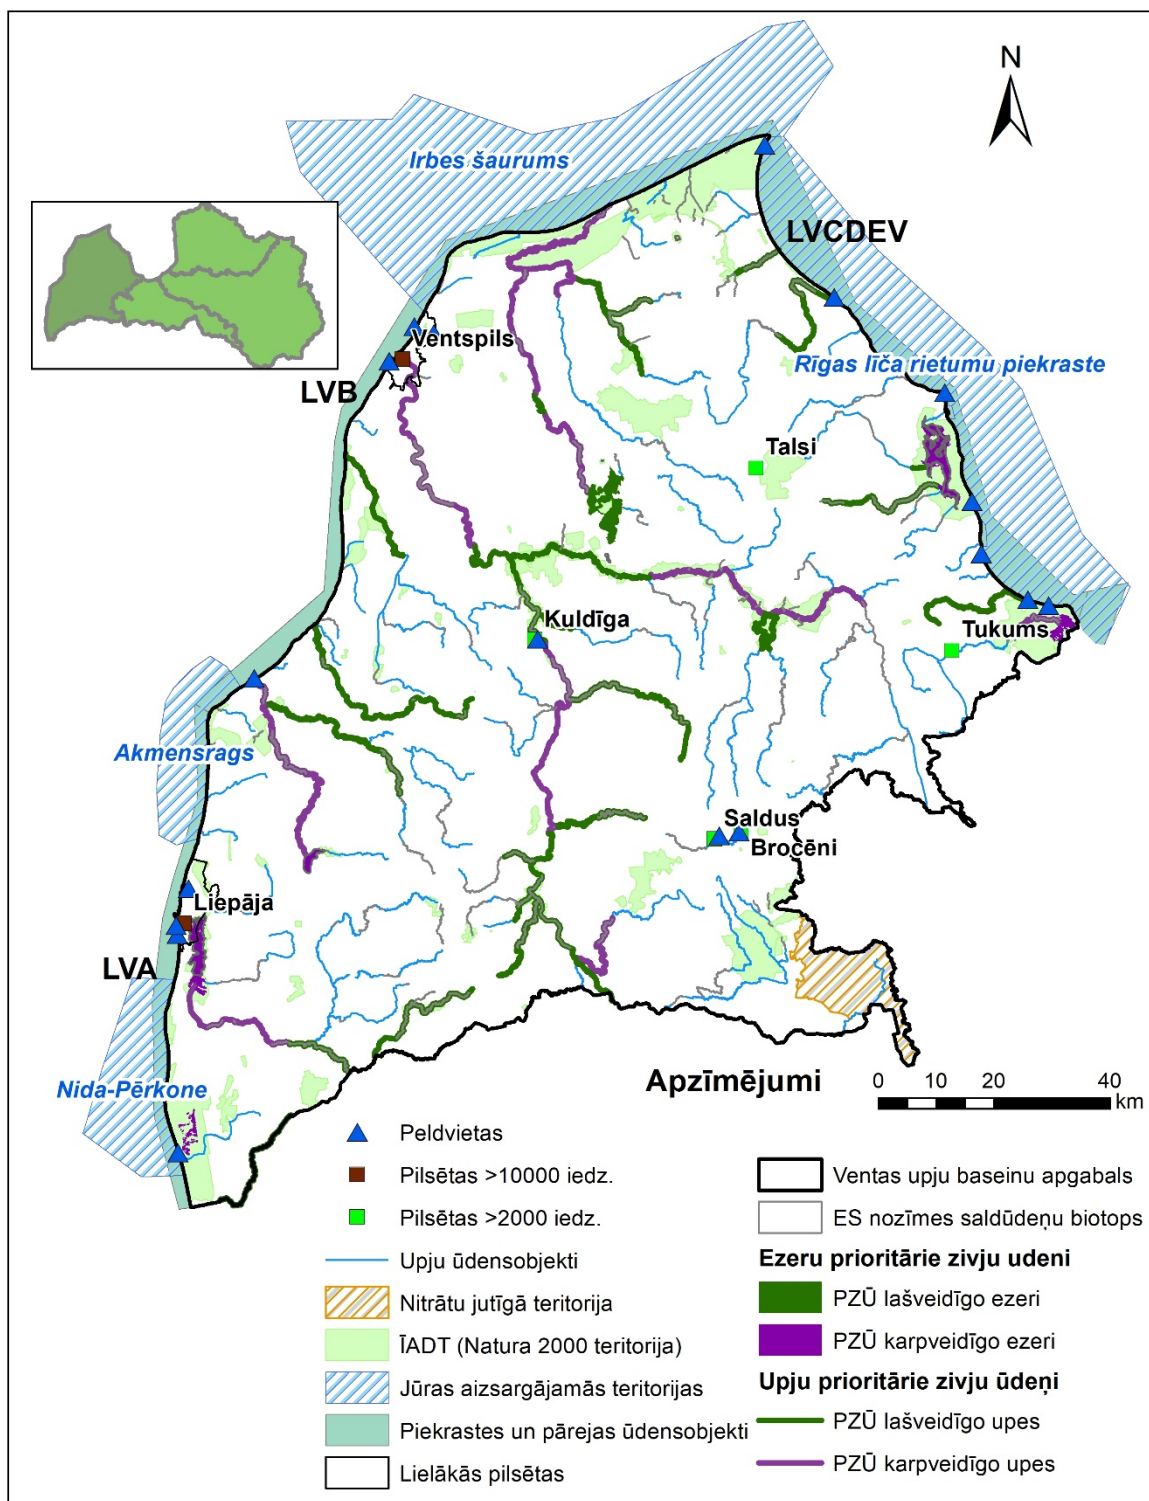 N
Irbes šaurums
LVCDEV
Ventspils
Rīgas līča rietumu piekraste
LVB
Talsi
Kuldīga
Tukums
Akmensrags
Saldus
Brocēni
Liepāja
LVA
Nida-Pērkone
Apzīmējumi
0 10 20 40
km
Peldvietas
Pilsētas >10000 iedz.
Pilsētas >2000 iedz.
Upju ūdensobjekti
Nitrātu jutīgā teritorija
ĪADT (Natura 2000 teritorija)
Jūras aizsargājamās teritorijas
Piekrastes un pārejas ūdensobjekti
Lielākās pilsētas
Ventas upju baseinu apgabals
ES nozīmes saldūdeņu biotops
Ezeru prioritārie zivju udeni
PZŪ lašveidīgo ezeri
PZŪ karpveidīgo ezeri
Upju prioritārie zivju ūdeņi
PZŪ lašveidīgo upes
PZŪ karpveidīgo upes